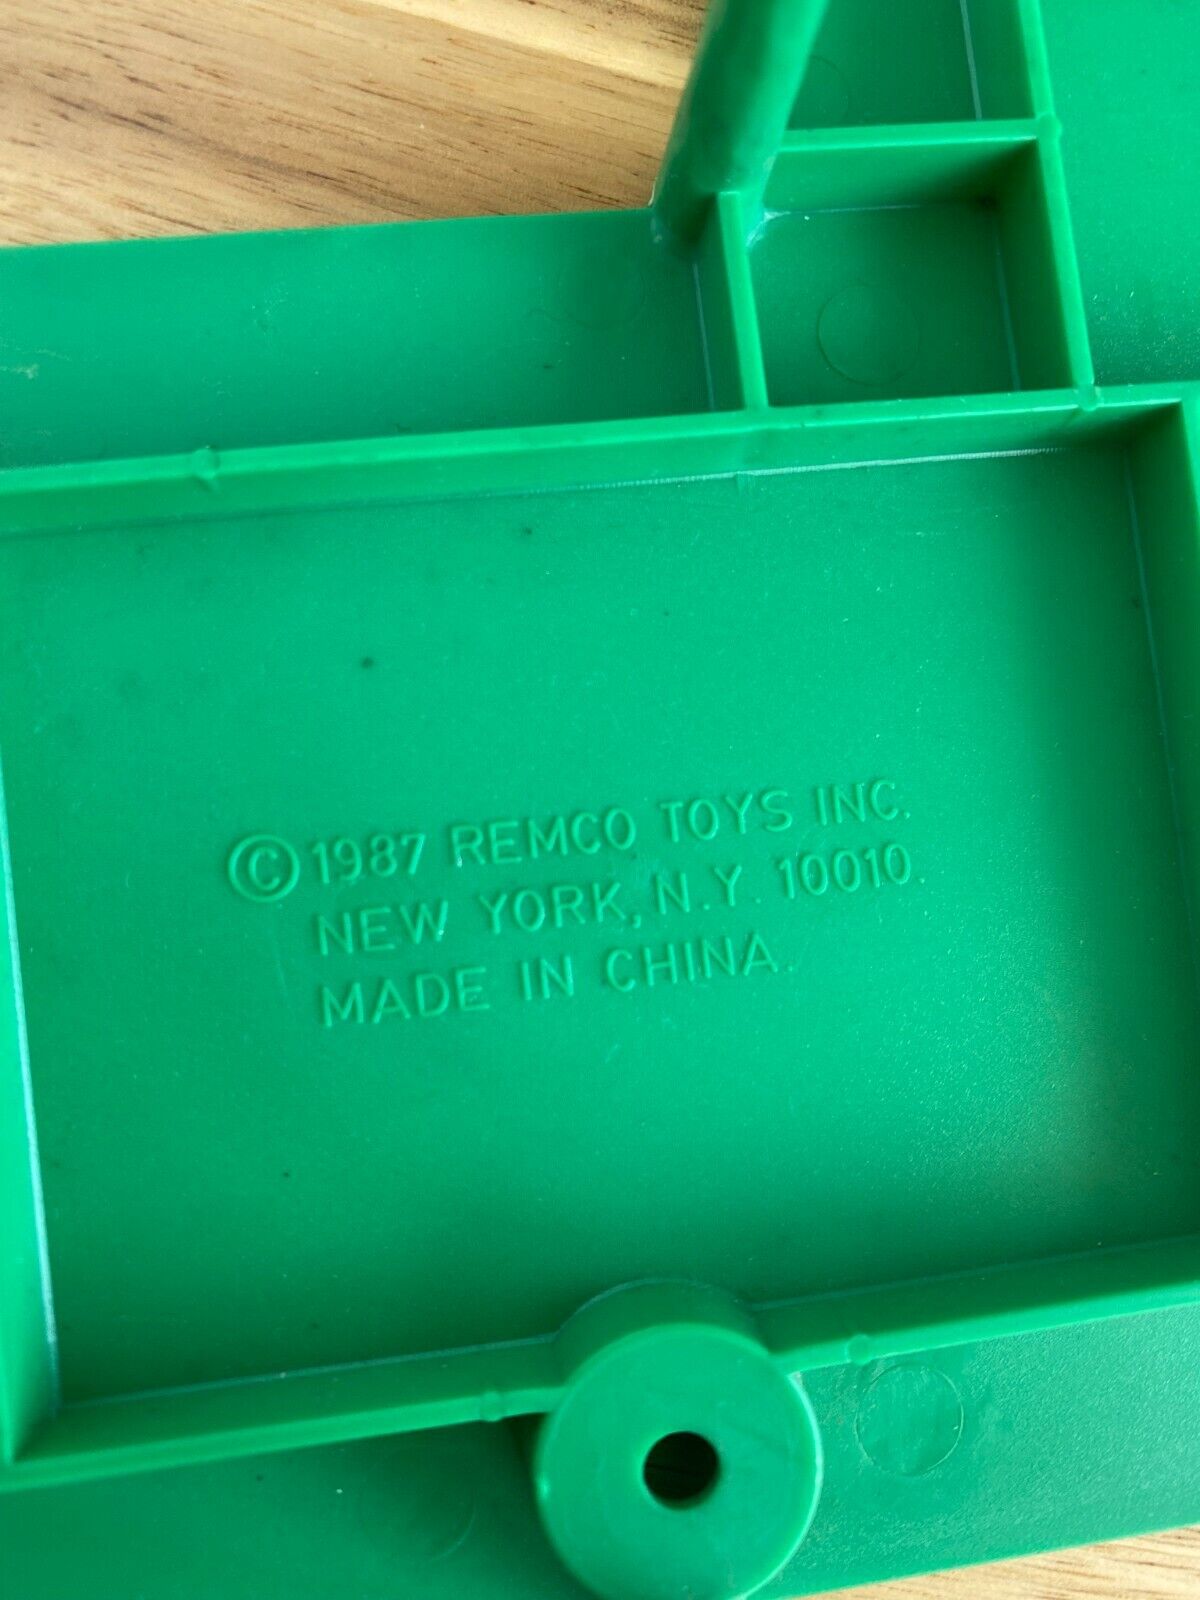 © 1987 REMCO TOYS INC.
NEW YORK, N.Y. 10010.
MADE IN CHINA.